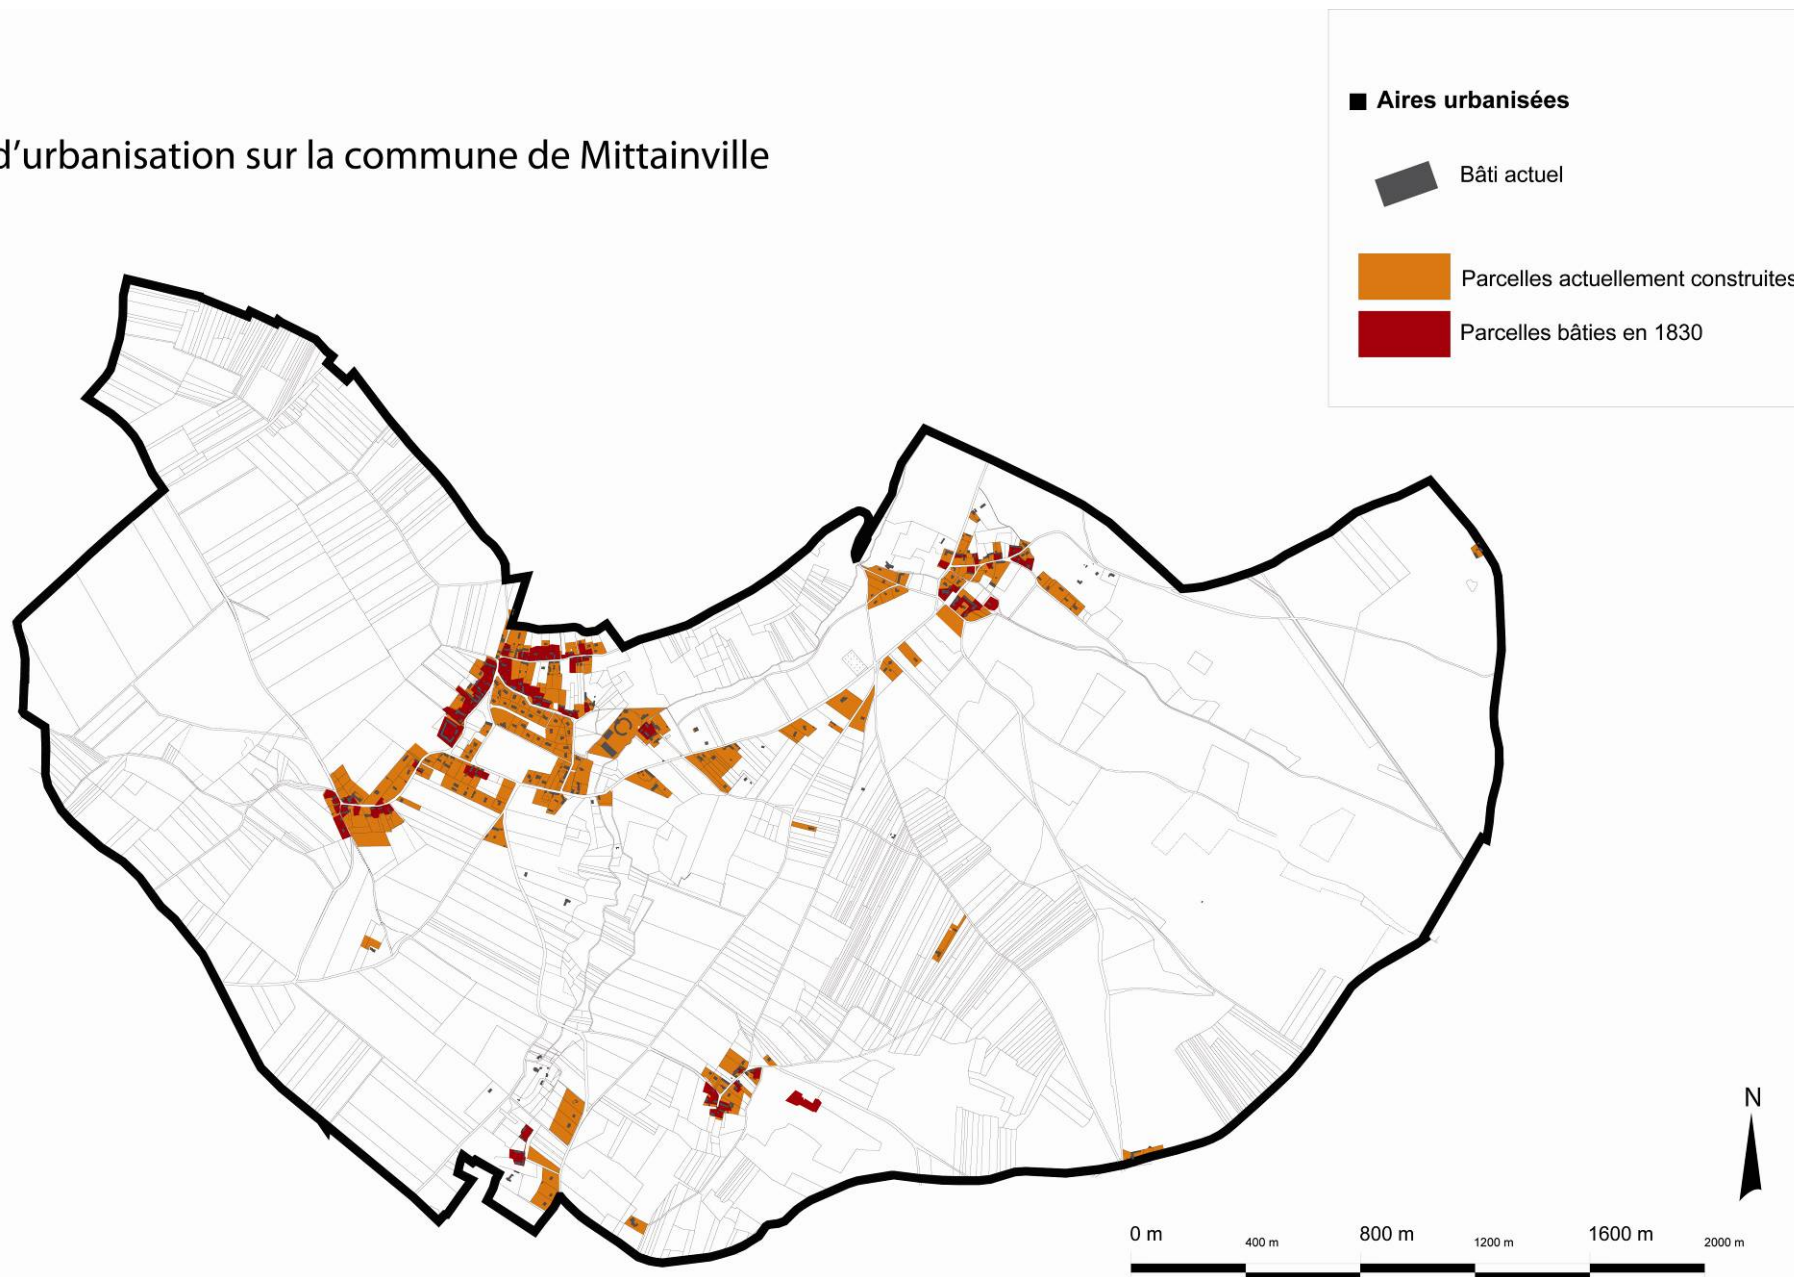 d'urbanisation sur la commune de Mittainville
Aires urbanisées
Bâti actuel
Parcelles actuellement construites
Parcelles bâties en 1830
N
0 m 400 m 800 m 1200 m 1600 m 2000 m